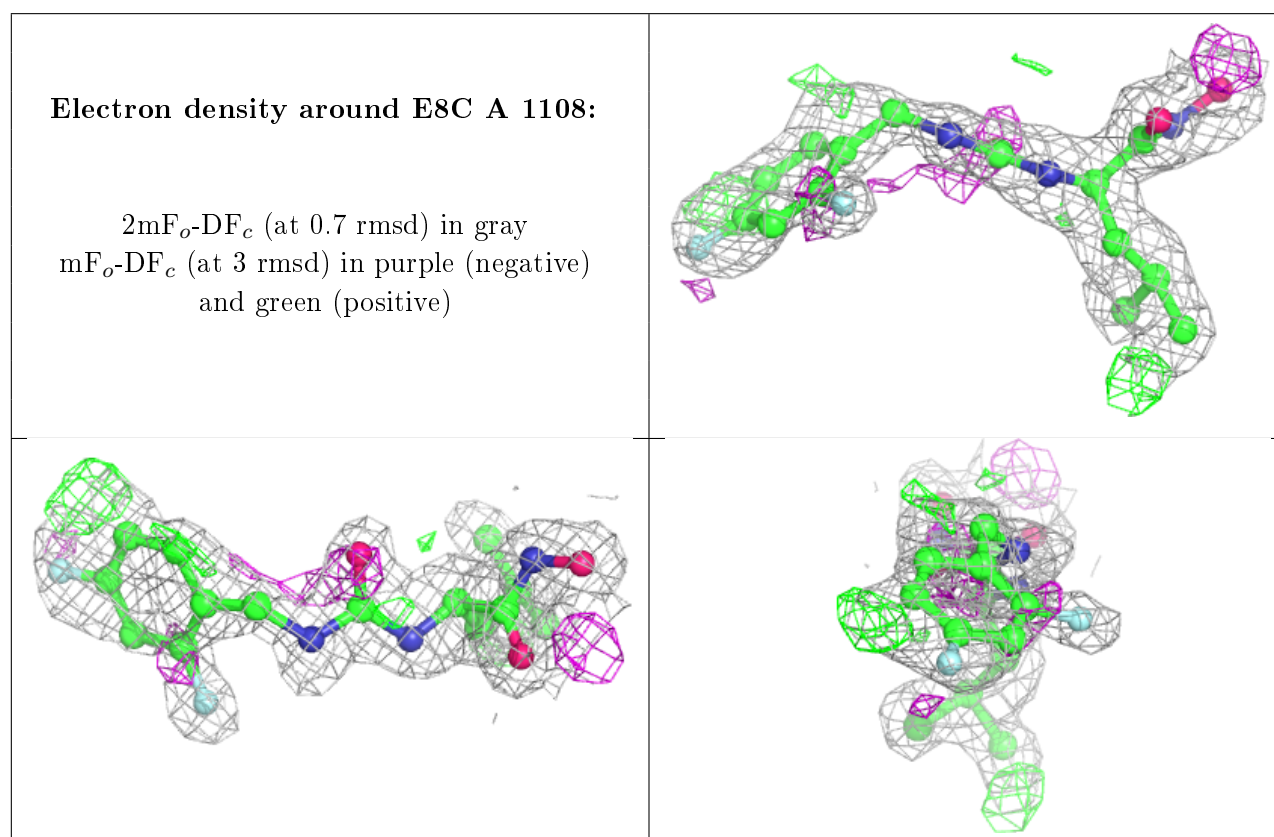 Electron density around E8C A 1108:
2mFₒ-DF𝒸 (at 0.7 rmsd) in gray
mFₒ-DF𝒸 (at 3 rmsd) in purple (negative)
and green (positive)